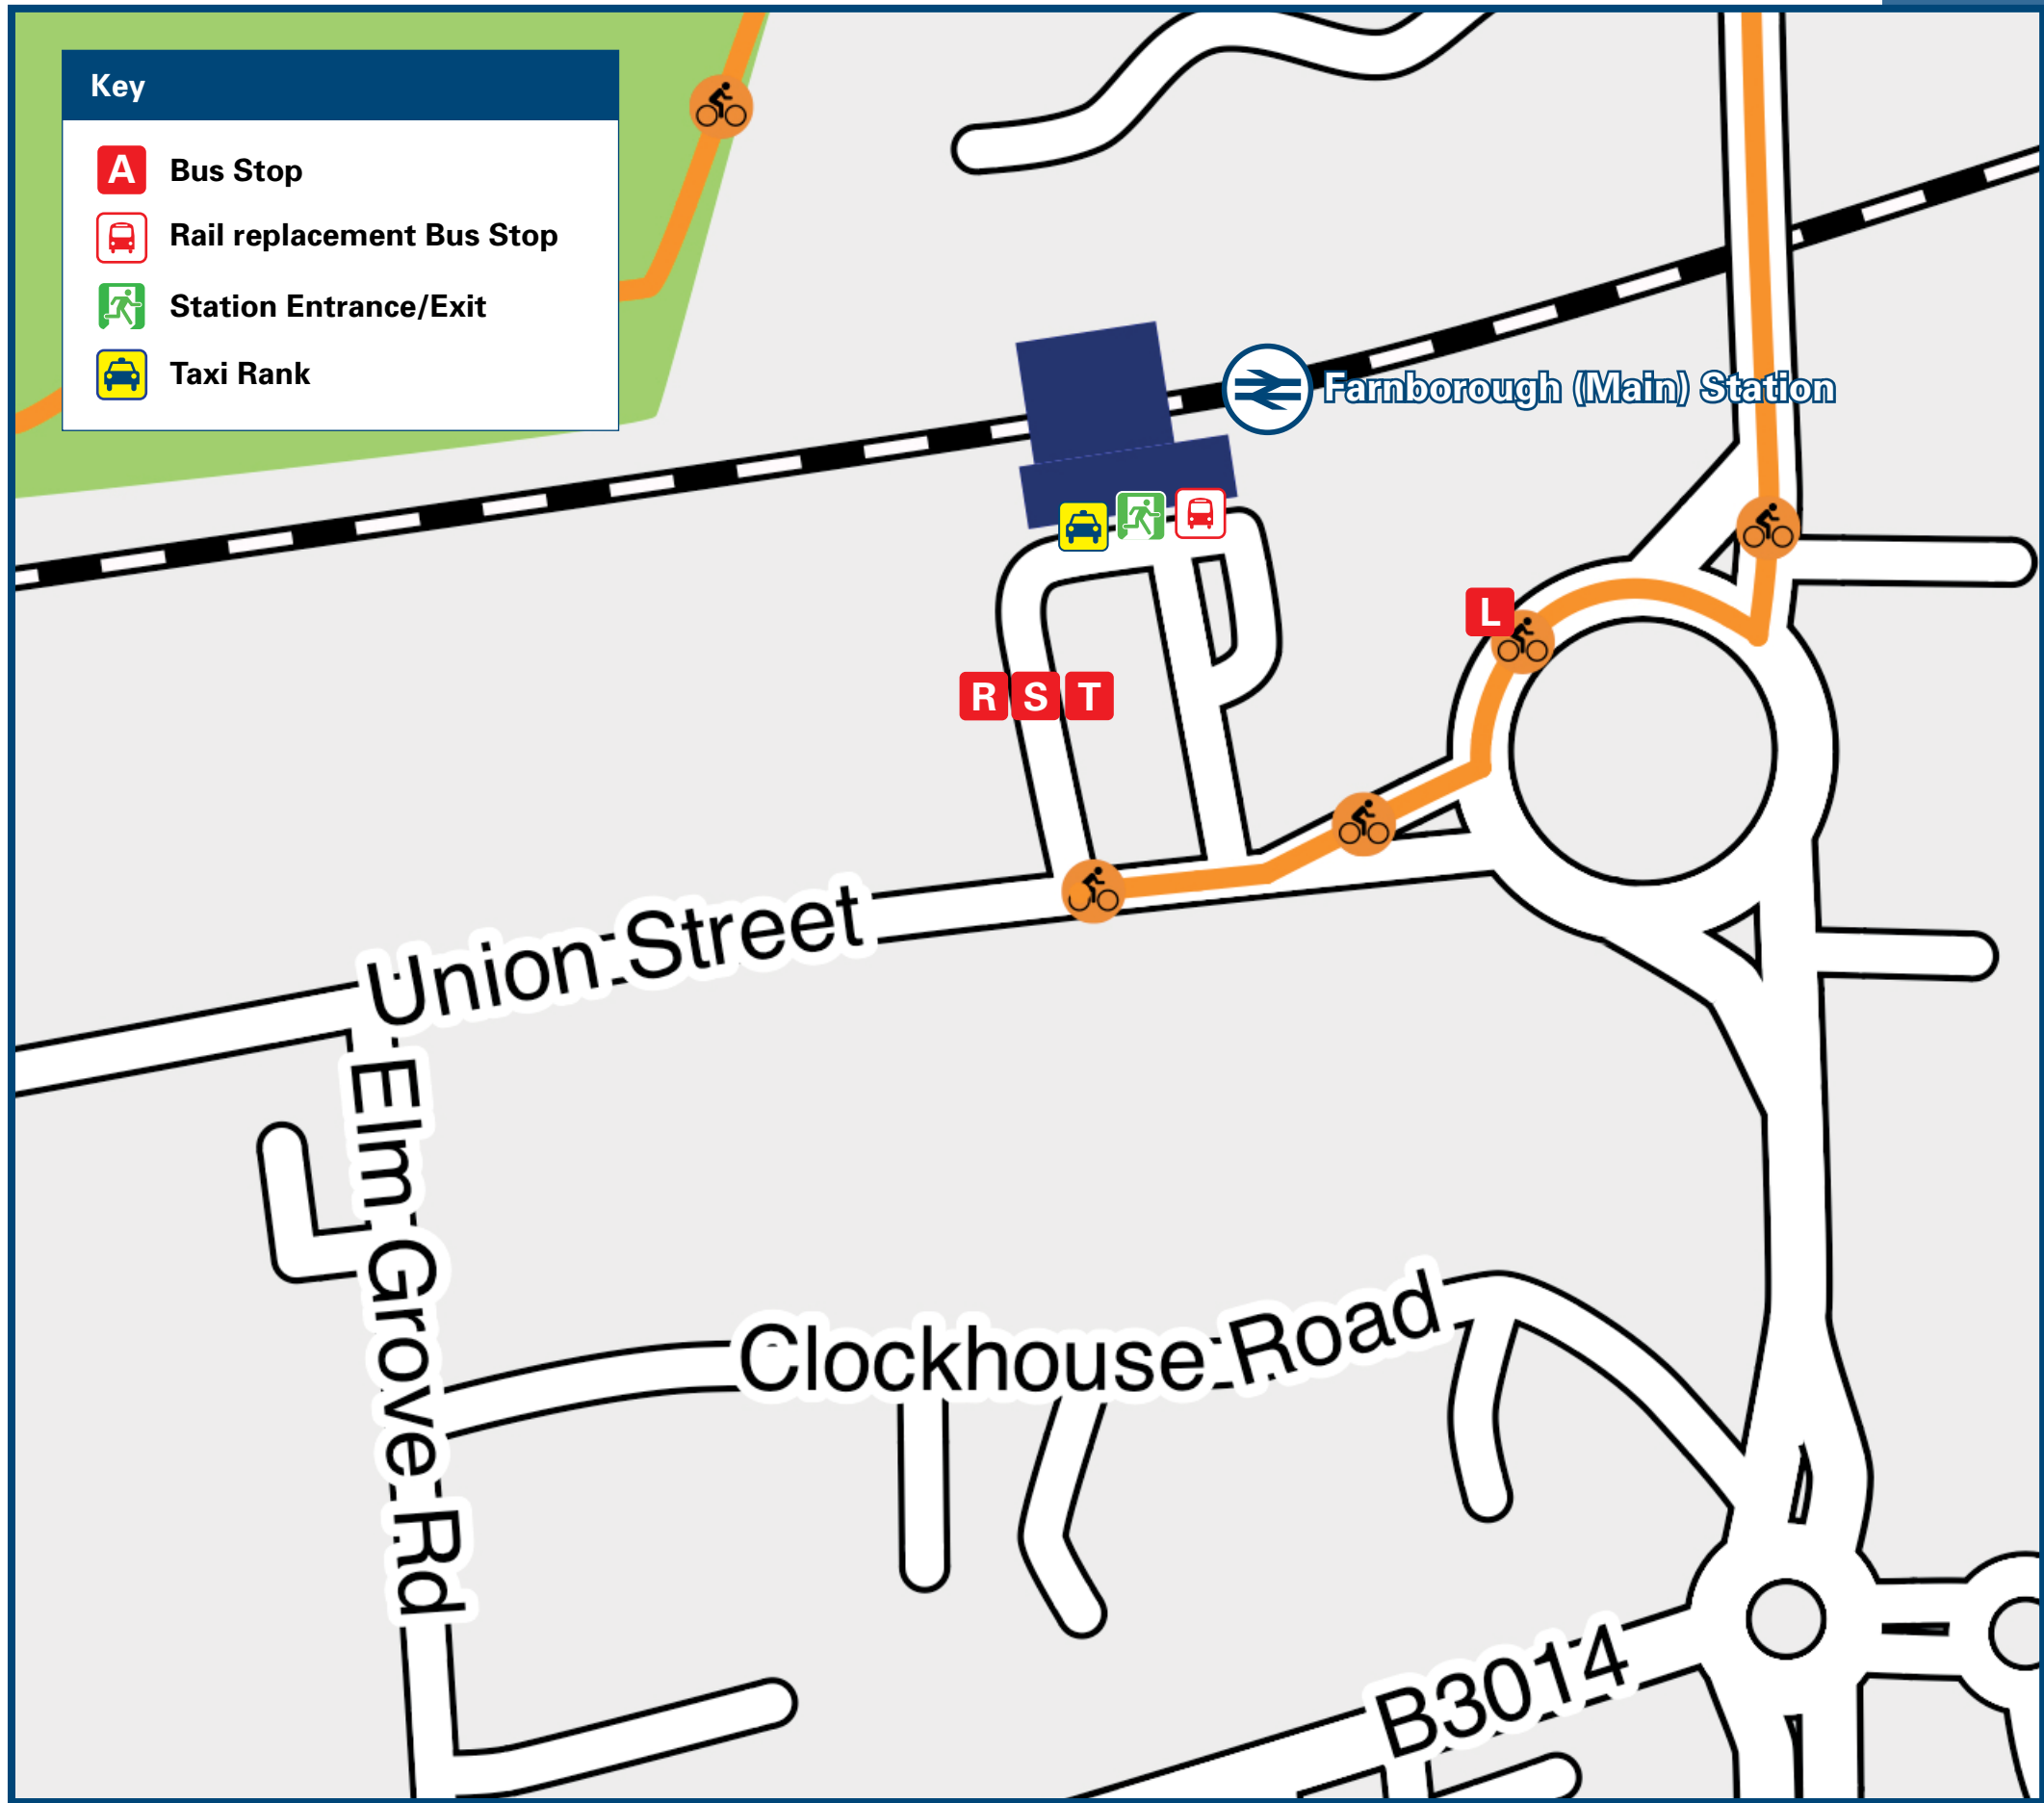 Key
A Bus Stop
Rail replacement Bus Stop
Station Entrance/Exit
Taxi Rank
Farnborough (Main) Station
L
R S T
Union Street
Elm Grove Rd
Clockhouse Road
B3014